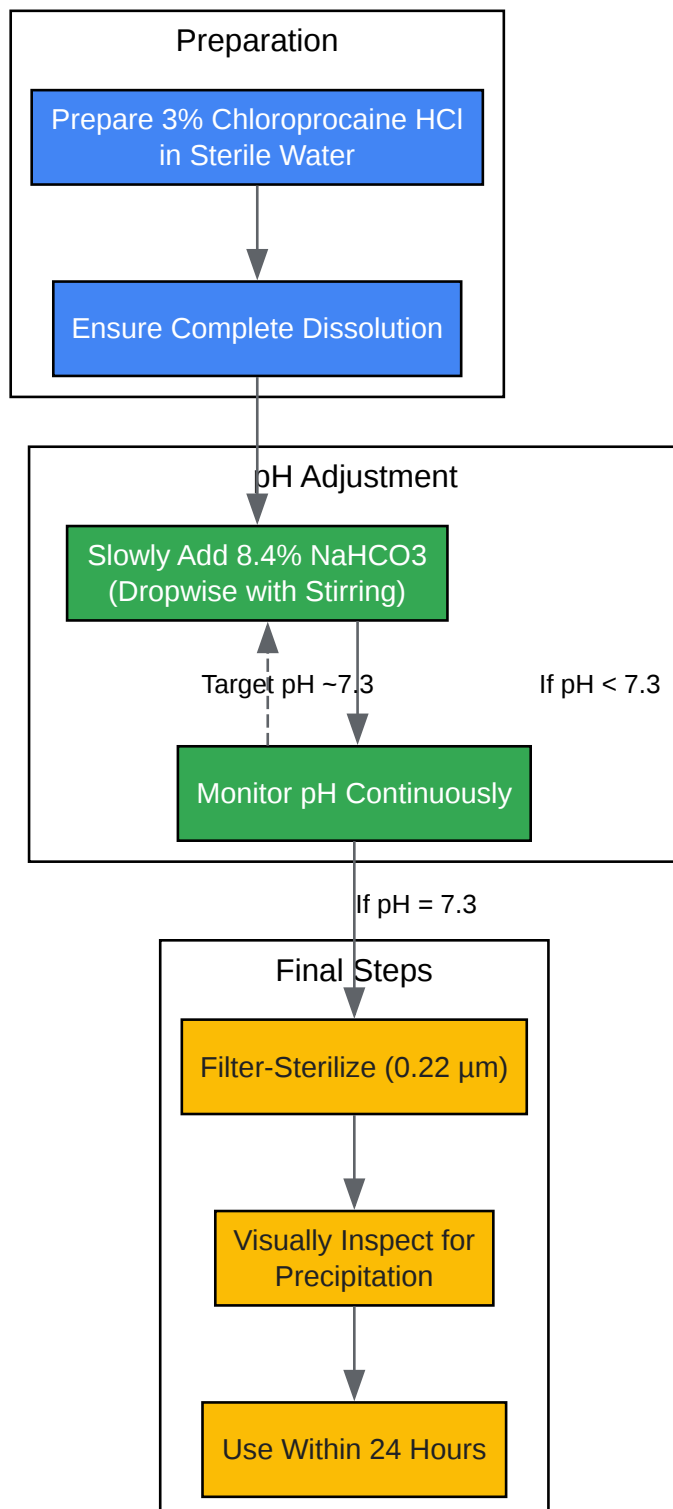 Preparation
Prepare 3% Chloroprocaine HCl
in Sterile Water
Ensure Complete Dissolution
pH Adjustment
Slowly Add 8.4% NaHCO3
(Dropwise with Stirring)
Target pH ~7.3
If pH < 7.3
Monitor pH Continuously
If pH = 7.3
Final Steps
Filter-Sterilize (0.22 µm)
Visually Inspect for
Precipitation
Use Within 24 Hours